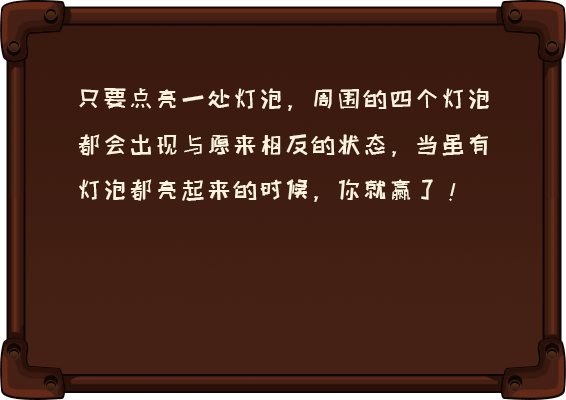 只要点亮一处灯泡，周围的四个灯泡
都会出现与愿来相反的状态，当虽有
灯泡都亮起来的时候，你就赢了！